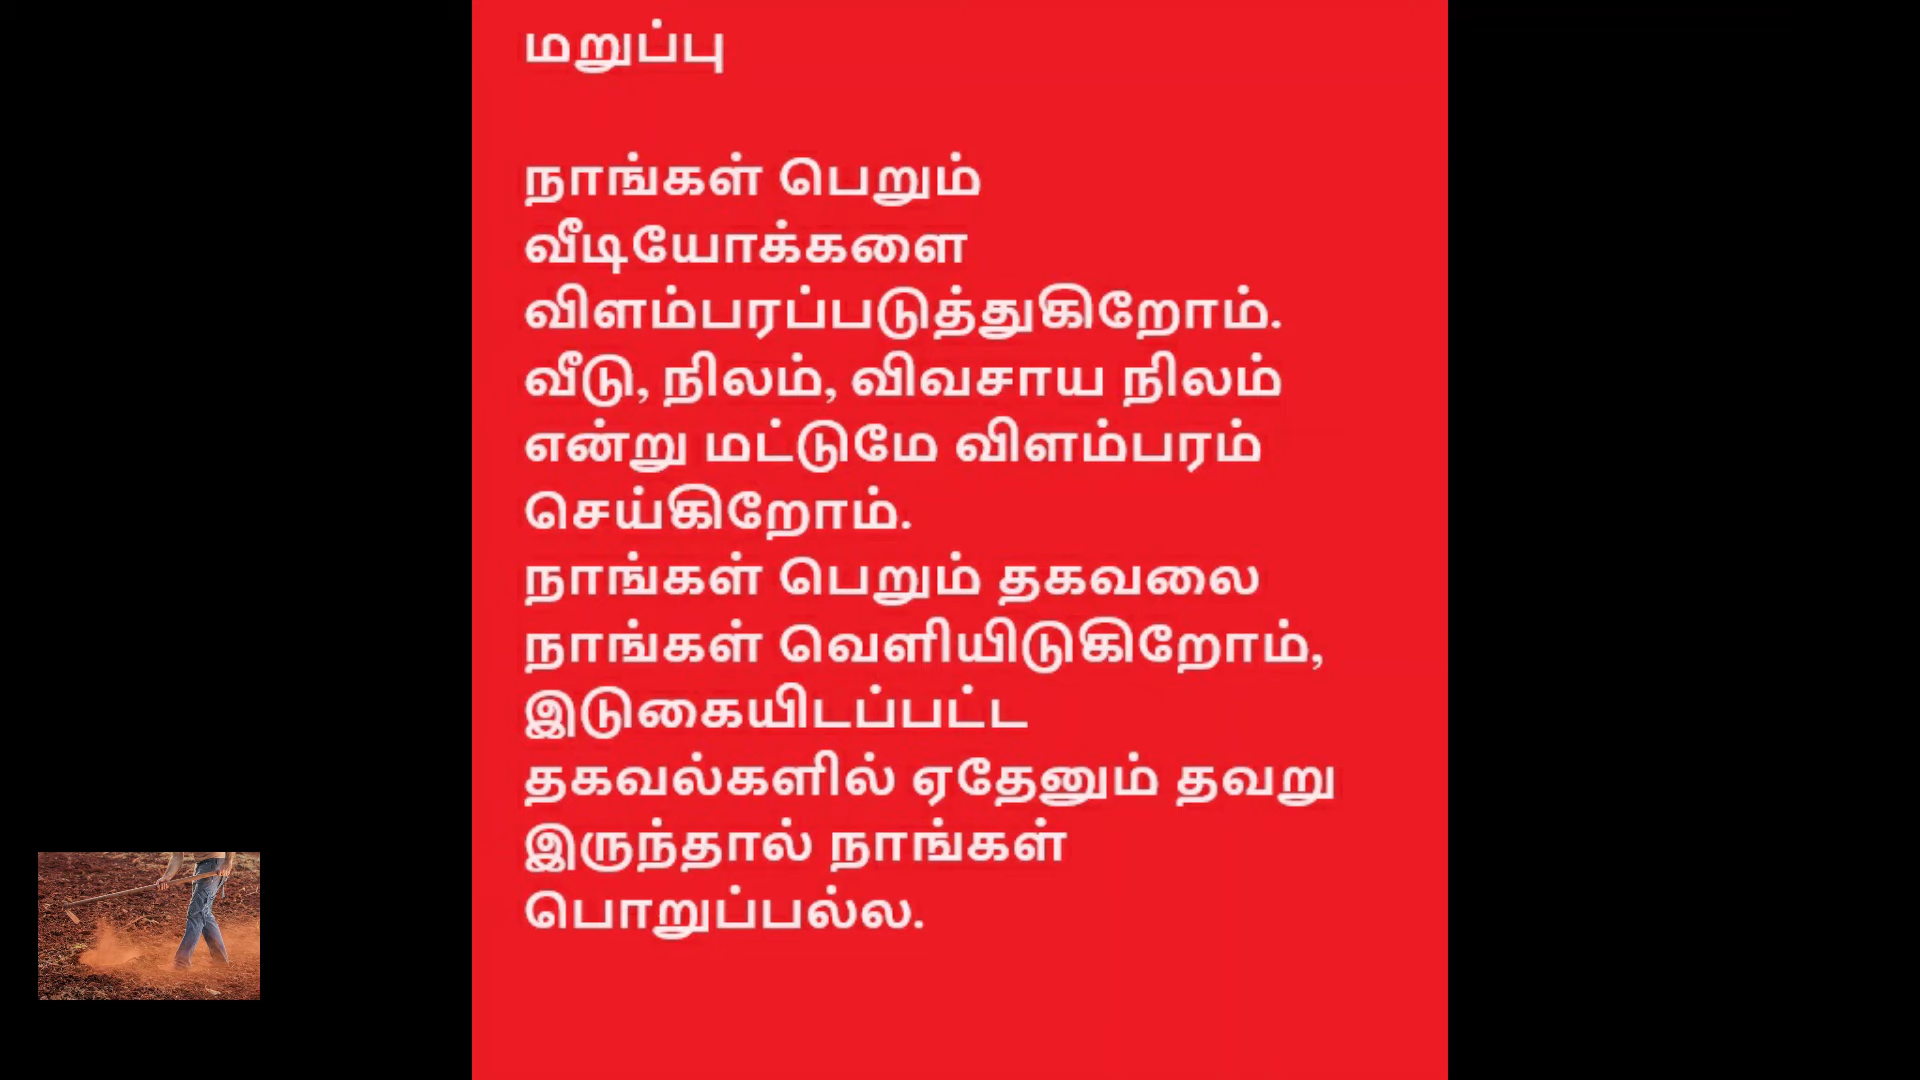 மறுப்பு
நாங்கள் பெறும்
வீடியோக்களை
விளம்பரப்படுத்துகிறோம்.
வீடு, நிலம், விவசாய நிலம்
என்று மட்டுமே விளம்பரம்
செய்கிறோம்.
நாங்கள் பெறும் தகவலை
நாங்கள் வெளியிடுகிறோம்,
இடுகையிடப்பட்ட
தகவல்களில் ஏதேனும் தவறு
இருந்தால் நாங்கள்
பொறுப்பல்ல.